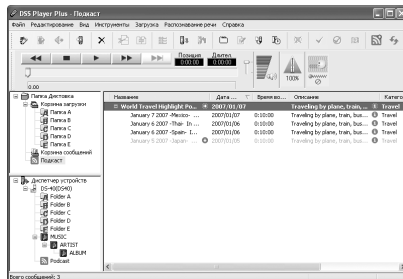 DSS Player Plus - Подкаст
Файл Редактирование Вид Инструменты Загрузка Распознавание речи Справка
Позиция Длител.
0:00:00 0:00:00
100%
0.00
Папка Диктовка
Корзина загрузки
Папка A
Папка B
Папка C
Папка D
Папка E
Корзина сообщений
Подкаст
Диспетчер устройств
DS-40(DS40)
Folder A
Folder B
Folder C
Folder D
Folder E
MUSIC
ARTIST
ALBUM
Podcast
Название Дата ... Время во... Описание Катего
World Travel Highlight Po... 2007/01/07 Traveling by plane, train, ... Travel
January 7 2007 -Mexico- ... 2007/01/07 0:10:00 Traveling by plane, train, bus... Travel
January 6 2007 -Thai- In ... 2007/01/06 0:10:00 Traveling by plane, train, bus... Travel
January 6 2007 -Spain- I... 2007/01/06 0:10:00 Traveling by plane, train, bus... Travel
January 5 2007 -Japan- ... 2007/01/05 0:10:00 Traveling by plane, train, bus... Travel
Всего сообщений: 3